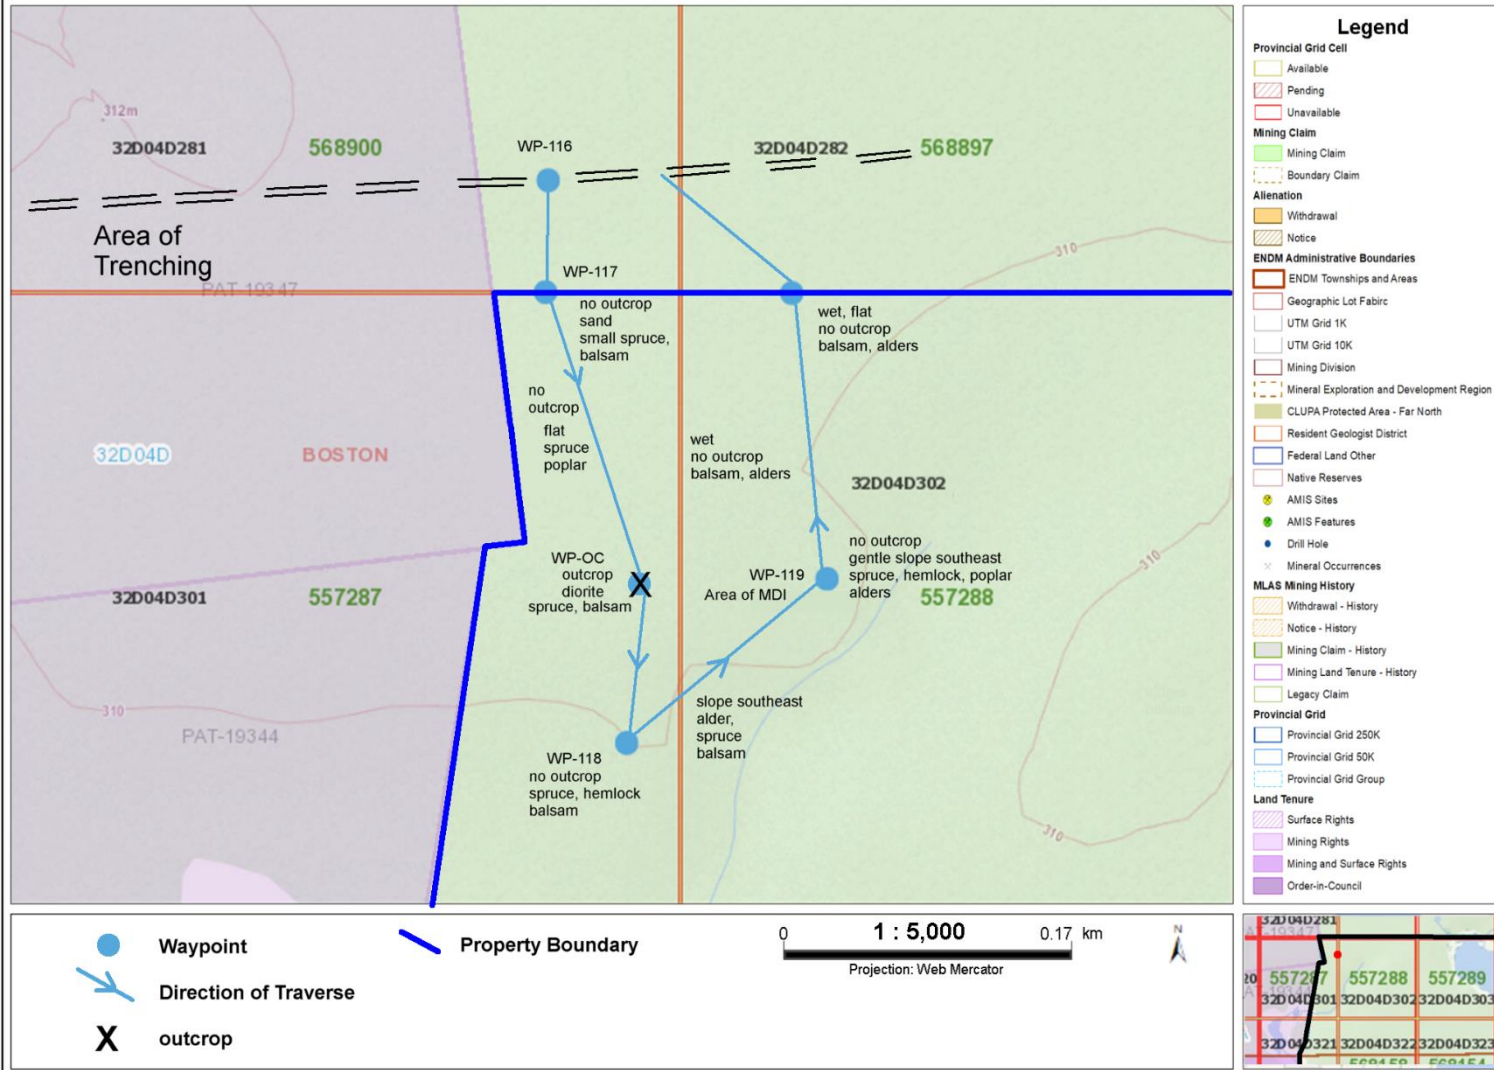 312m
32D04D281
568900
WP-116
32D04D282
568897
Area of
Trenching
PAT-19347
WP-117
310
no outcrop
sand
small spruce,
balsam
wet, flat
no outcrop
balsam, alders
no
outcrop
flat
spruce
poplar
32D04D
BOSTON
wet
no outcrop
balsam, alders
32D04D302
WP-OC
outcrop
diorite
spruce, balsam
X
WP-119
Area of MDI
no outcrop
gentle slope southeast
spruce, hemlock, poplar
alders
310
32D04D301
557287
557288
310
PAT-19344
slope southeast
alder,
spruce
balsam
WP-118
no outcrop
spruce, hemlock
balsam
310
Legend
Provincial Grid Cell
Available
Pending
Unavailable
Mining Claim
Mining Claim
Boundary Claim
Alienation
Withdrawal
Notice
ENDM Administrative Boundaries
ENDM Townships and Areas
Geographic Lot Fabirc
UTM Grid 1K
UTM Grid 10K
Mining Division
Mineral Exploration and Development Region
CLUPA Protected Area - Far North
Resident Geologist District
Federal Land Other
Native Reserves
AMIS Sites
AMIS Features
Drill Hole
Mineral Occurrences
MLAS Mining History
Withdrawal - History
Notice - History
Mining Claim - History
Mining Land Tenure - History
Legacy Claim
Provincial Grid
Provincial Grid 250K
Provincial Grid 50K
Provincial Grid Group
Land Tenure
Surface Rights
Mining Rights
Mining and Surface Rights
Order-in-Council
Waypoint
Property Boundary
Direction of Traverse
X outcrop
0 1 : 5,000 0.17 km
Projection: Web Mercator
N
32D04D281
557287 557288 557289
32D04D301 32D04D302 32D04D303
32D04D321 32D04D322 32D04D323